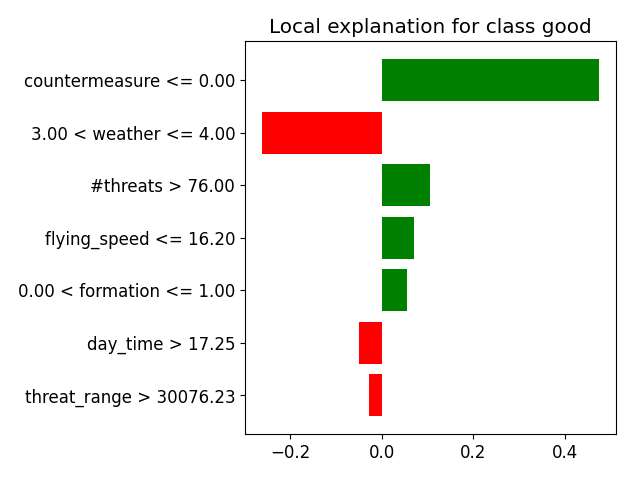 Local explanation for class good
countermeasure <= 0.00
3.00 < weather <= 4.00
#threats > 76.00
flying_speed <= 16.20
0.00 < formation <= 1.00
day_time > 17.25
threat_range > 30076.23
−0.2 0.0 0.2 0.4